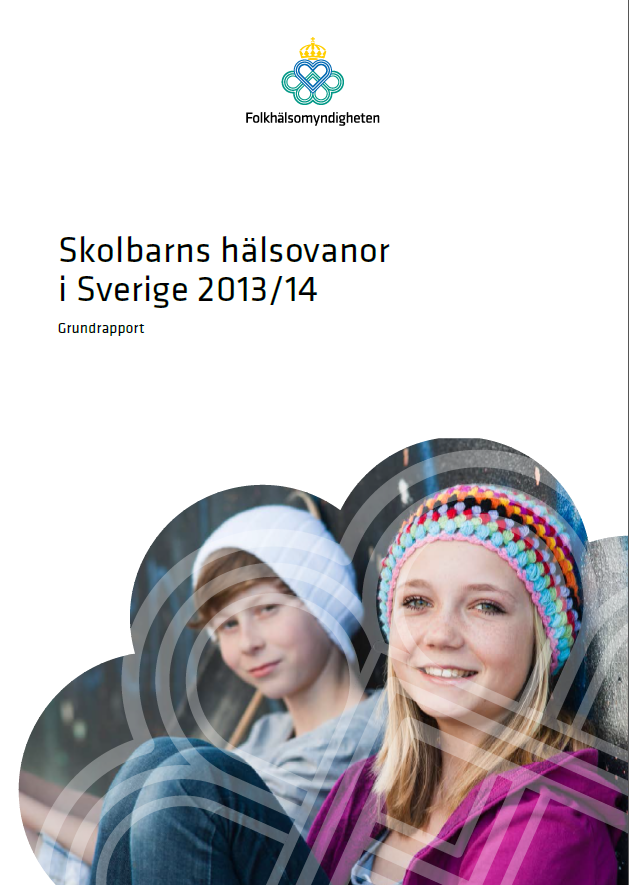 Folkhälsomyndigheten
Skolbarns hälsovanor
i Sverige 2013/14
Grundrapport